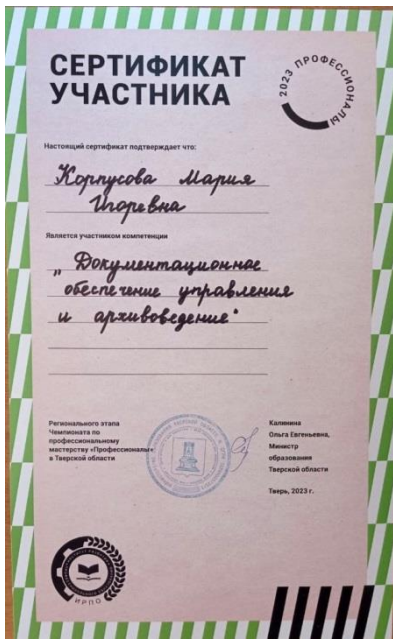 СЕРТИФИКАТ
УЧАСТНИКА
2023 ПРОФЕССИОНАЛЫ
Настоящий сертификат подтверждает что:
Корпусова Мария
Игоревна
Является участником компетенции
„Документационное
обеспечение управления
и архивоведение"
Регионального этапа
Чемпионата по
профессиональному
мастерству «Профессионалы»
в Тверской области
Калинина
Ольга Евгеньевна,
Министр
образования
Тверской области
Тверь, 2023 г.
ИРПО